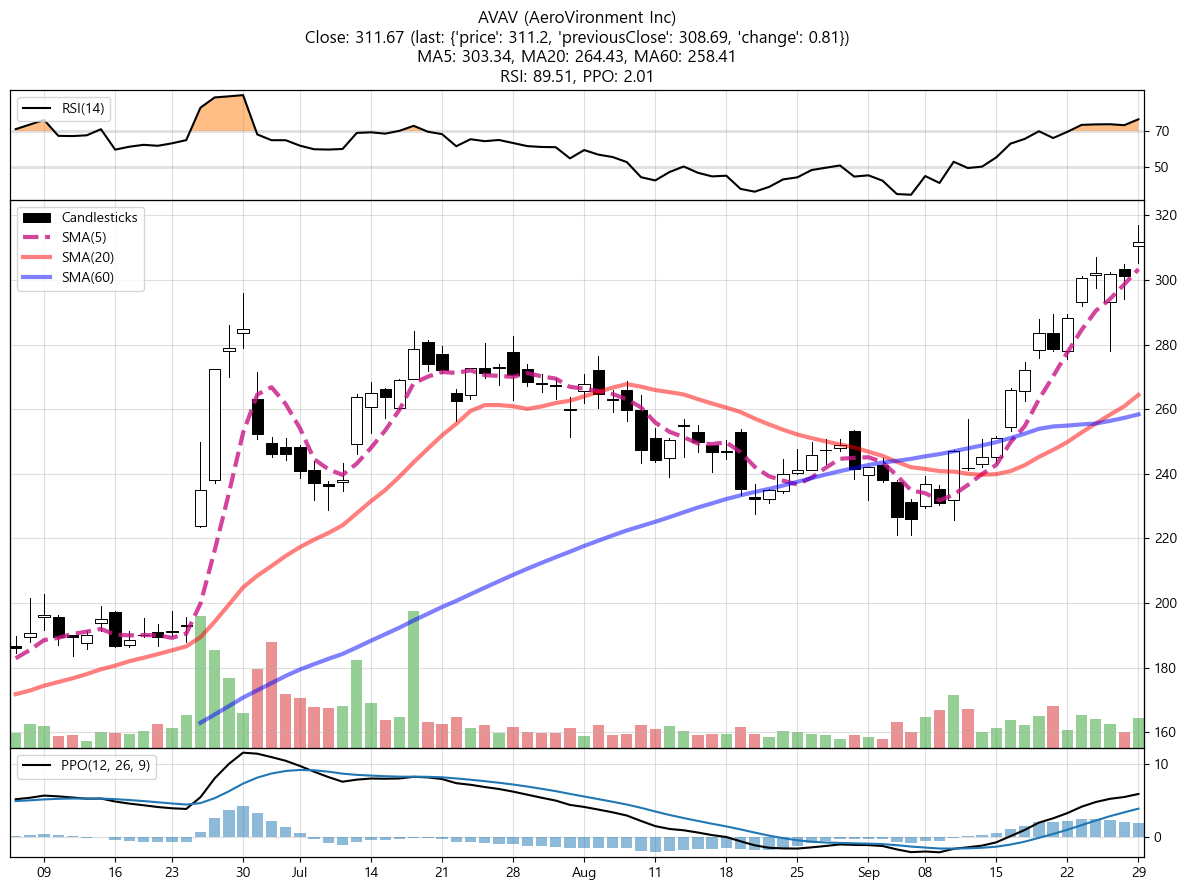 AVAV (AeroVironment Inc)
Close: 311.67 (last: {'price': 311.2, 'previousClose': 308.69, 'change': 0.81})
MA5: 303.34, MA20: 264.43, MA60: 258.41
RSI: 89.51, PPO: 2.01
RSI(14)
70
50
Candlesticks
SMA(5)
SMA(20)
SMA(60)
320
300
280
260
240
220
200
180
160
PPO(12, 26, 9)
10
0
09 16 23 30 Jul 14 21 28 Aug 11 18 25 Sep 08 15 22 29